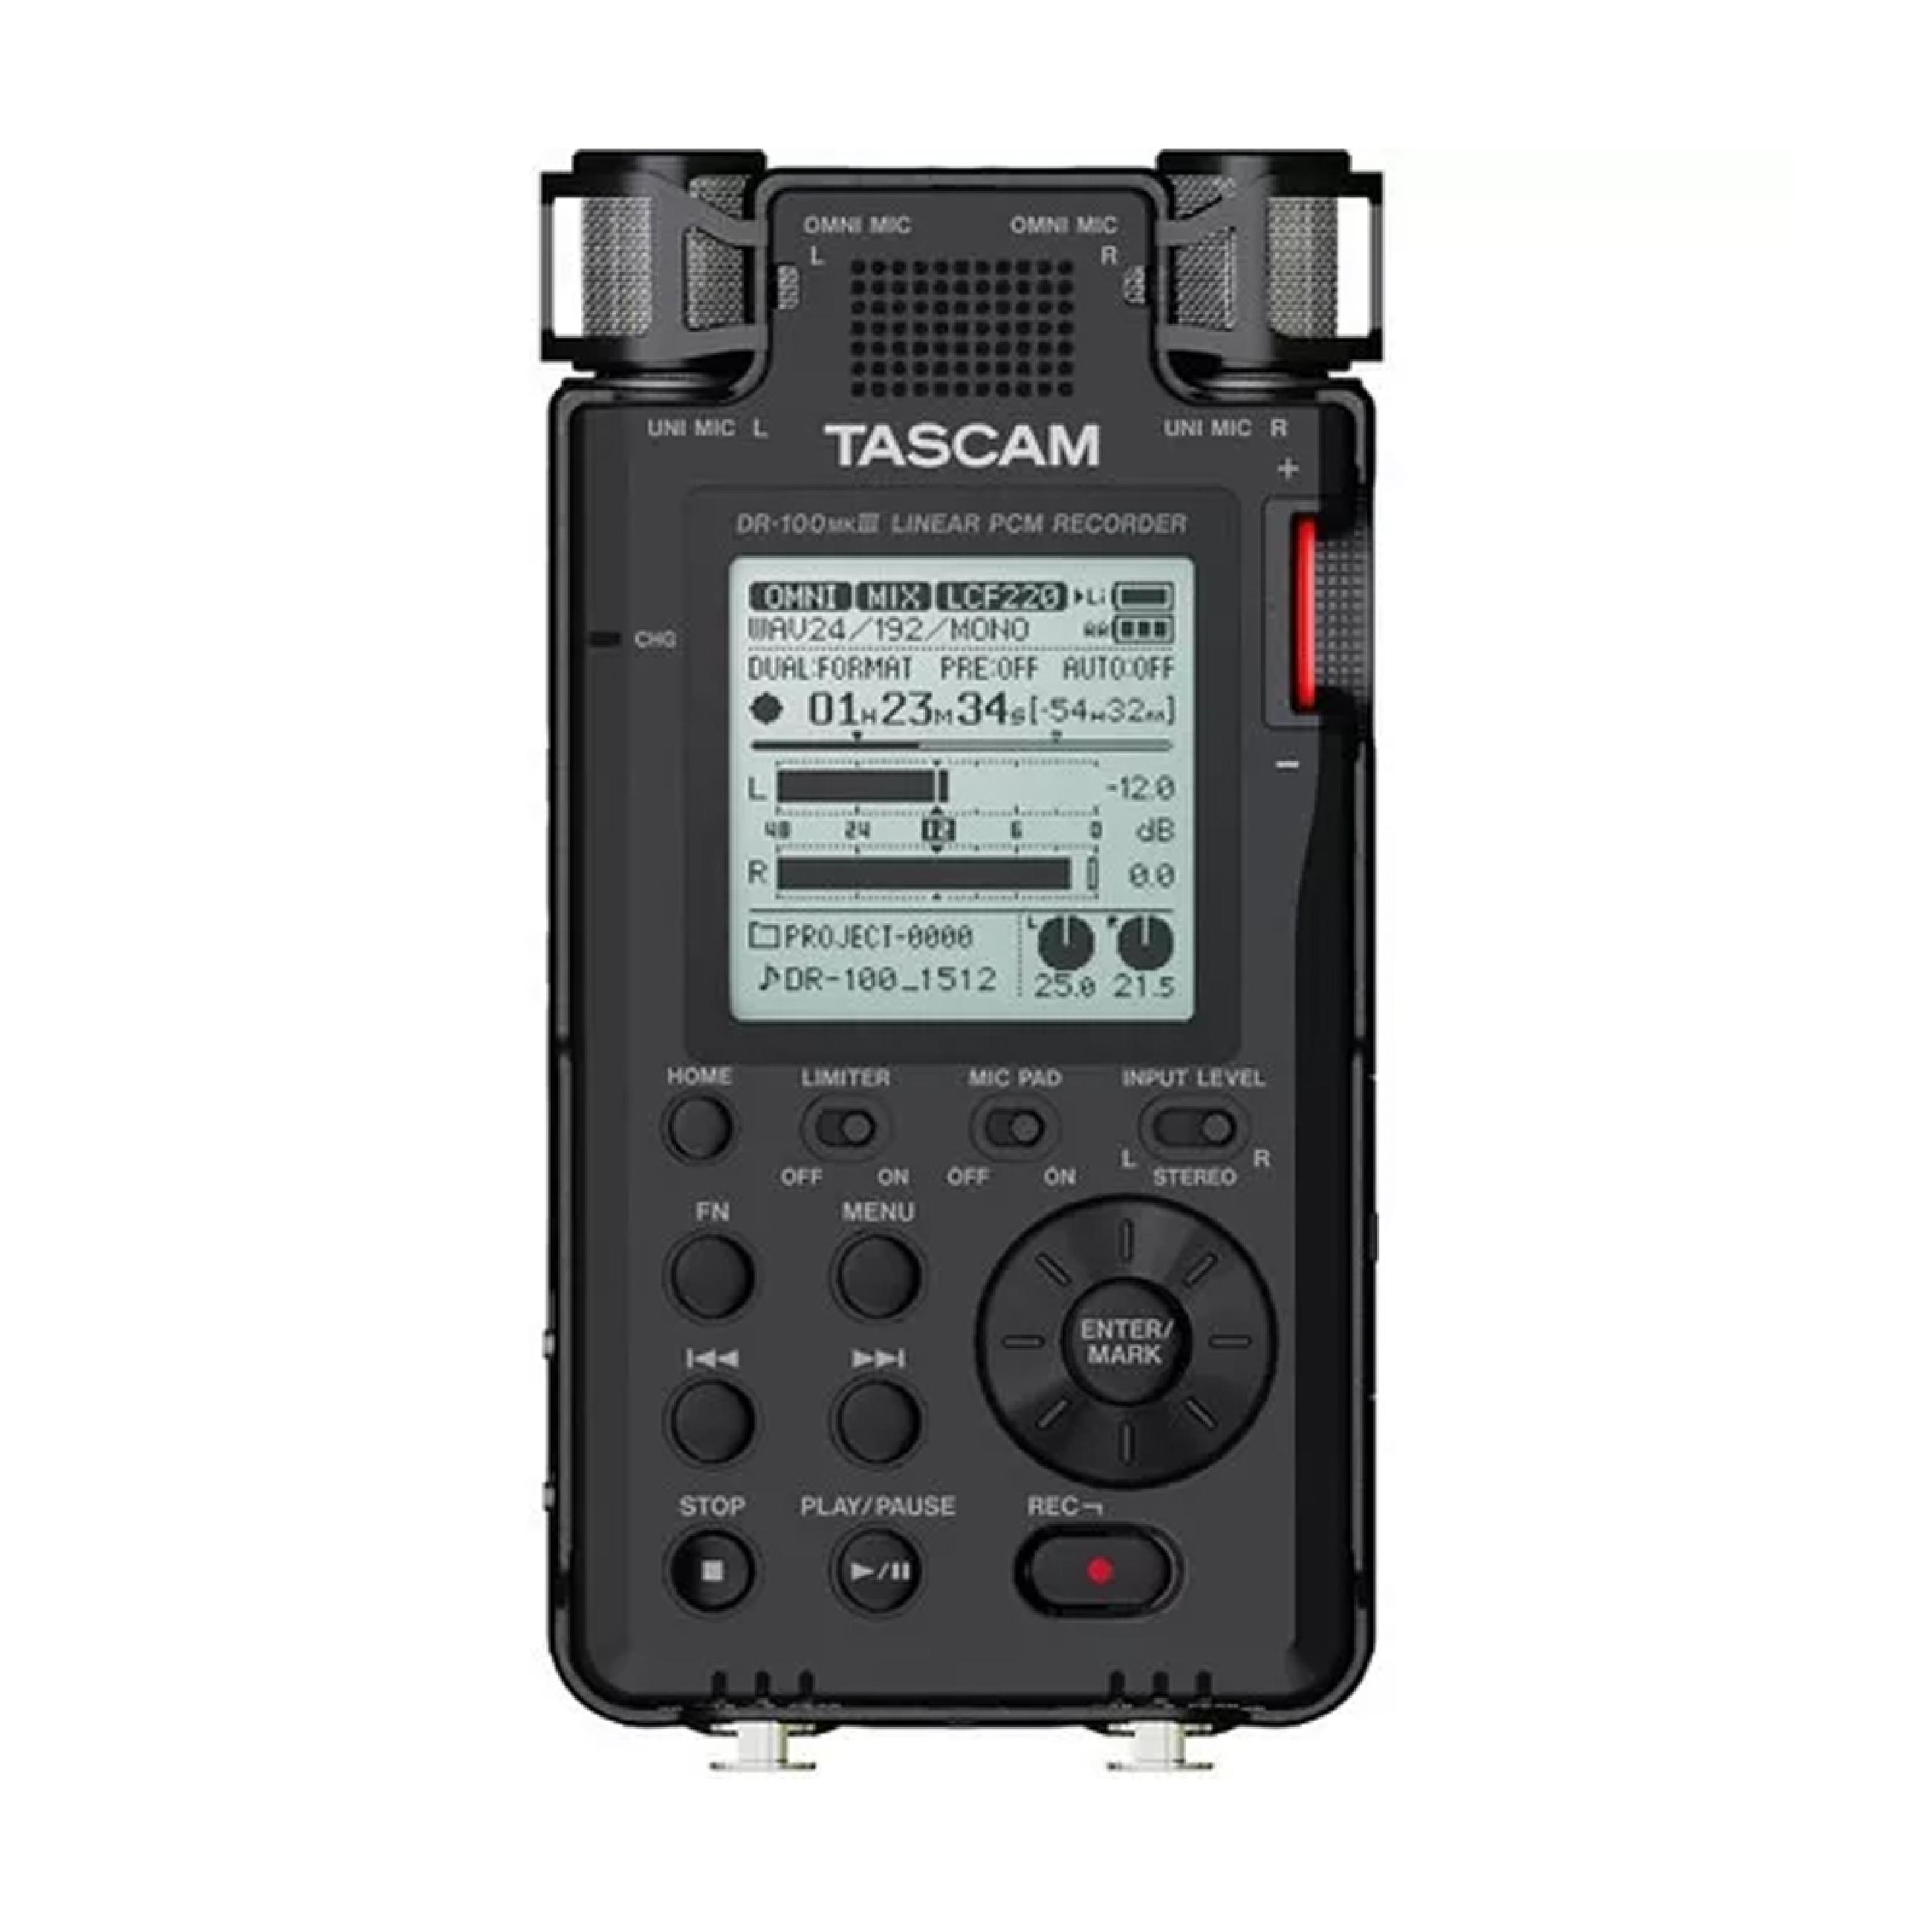 OMNI MIC OMNI MIC
L R
UNI MIC L TASCAM UNI MIC R
+
DR-100MKIII LINEAR PCM RECORDER
OMNI MIX LCF220 Li
WAV24/192/MONO AA
CHG
DUAL:FORMAT PRE:OFF AUTO:OFF
01H23M34S[-54H32M]
-
L -12.0
48 24 12 6 0 dB
R 0.0
PROJECT-0000 L R
DR-100_1512 25.0 21.5
HOME LIMITER MIC PAD INPUT LEVEL
L R
OFF ON OFF ON STEREO
FN MENU
ENTER/
MARK
STOP PLAY/PAUSE REC